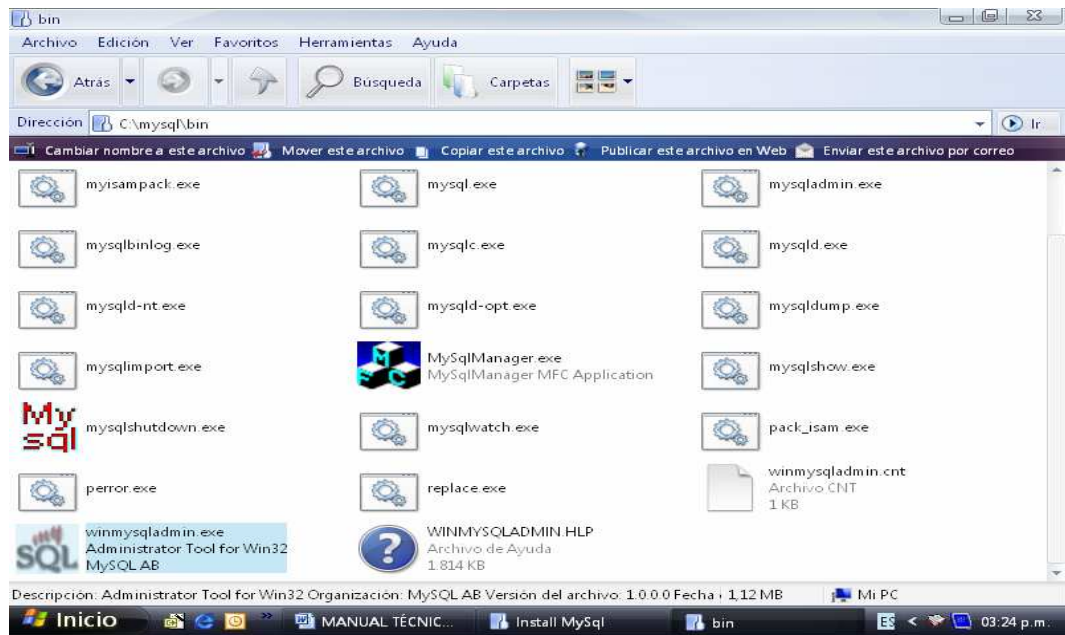 bin
Archivo Edición Ver Favoritos Herramientas Ayuda
Atrás Búsqueda Carpetas
Dirección C:\mysql\bin Ir
Cambiar nombre a este archivo Mover este archivo Copiar este archivo Publicar este archivo en Web Enviar este archivo por correo
myisampack.exe mysql.exe mysqladmin.exe
mysqlbinlog.exe mysqlc.exe mysqld.exe
mysqld-nt.exe mysqld-opt.exe mysqldump.exe
mysqlimport.exe MySqlManager.exe mysqlshow.exe
MySqlManager MFC Application
M F C
My sql
mysqlshutdown.exe mysqlwatch.exe pack_isam.exe
perror.exe replace.exe winmysqladmin.cnt
Archivo CNT
1 KB
SQL
winmysqladmin.exe WINMYSQLADMIN.HLP
Administrator Tool for Win32 Archivo de Ayuda
MySQL AB 1.814 KB
Descripción: Administrator Tool for Win32 Organización: MySQL AB Versión del archivo: 1.0.0.0 Fecha 1,12 MB Mi PC
Inicio MANUAL TÉCNIC... Install MySql bin ES 03:24 p.m.